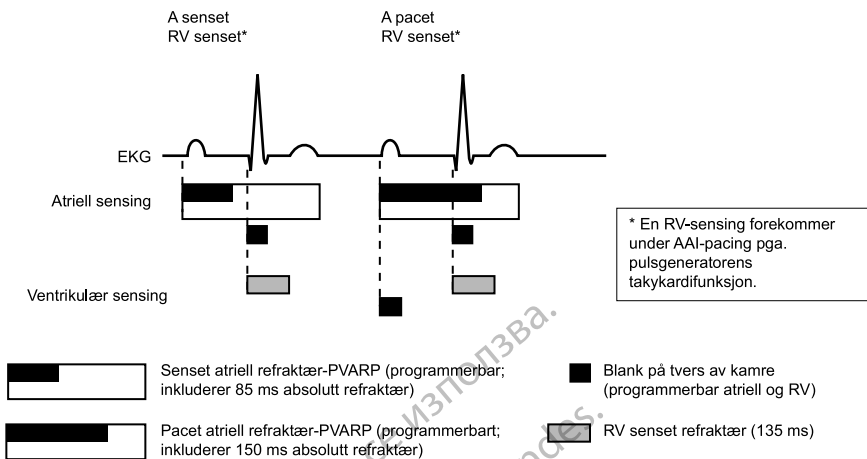 A senset
RV senset*
A pacet
RV senset*
EKG
Atriell sensing
* En RV-sensing forekommer
under AAI-pacing pga.
pulsgeneratorens
takykardifunksjon.
Ventrikulær sensing
Senset atriell refraktær-PVARP (programmerbar;
inkluderer 85 ms absolutt refraktær)
Blank på tvers av kamre
(programmerbar atriell og RV)
Pacet atriell refraktær-PVARP (programmerbart;
inkluderer 150 ms absolutt refraktær)
RV senset refraktær (135 ms)
се използва.